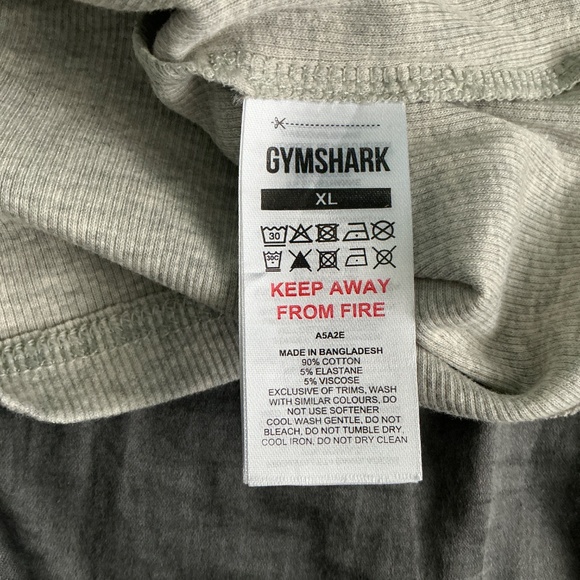 GYMSHARK
XL
30
30C
KEEP AWAY
FROM FIRE
A5A2E
MADE IN BANGLADESH
90% COTTON
5% ELASTANE
5% VISCOSE
EXCLUSIVE OF TRIMS, WASH
WITH SIMILAR COLOURS, DO
NOT USE SOFTENER
COOL WASH GENTLE, DO NOT
BLEACH, DO NOT TUMBLE DRY,
COOL IRON, DO NOT DRY CLEAN